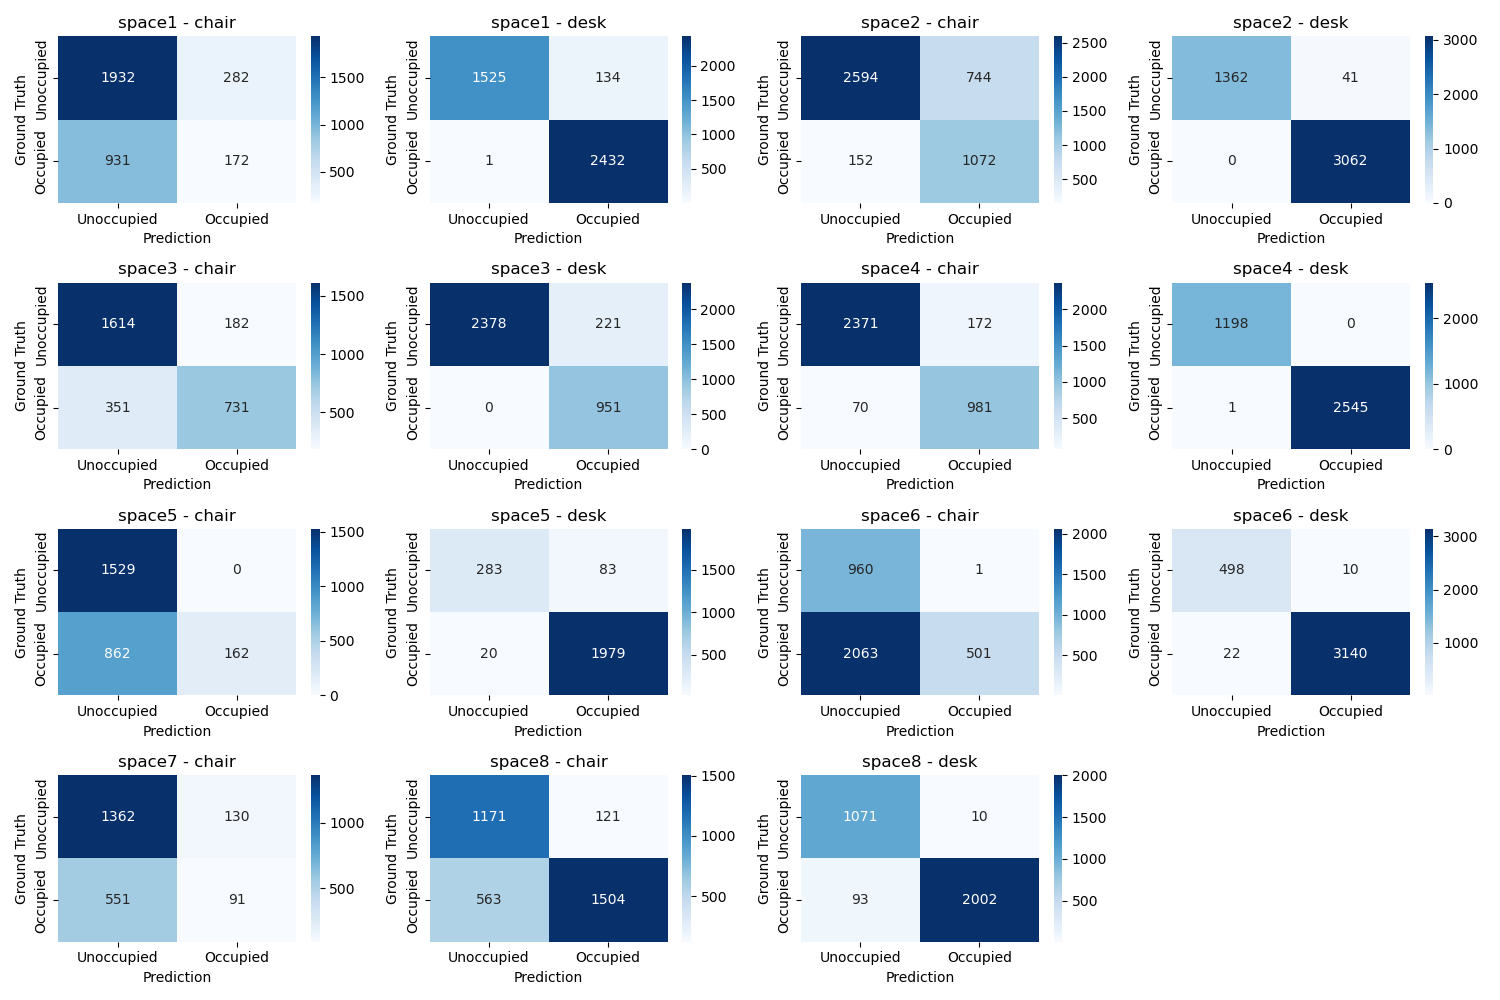 space1 - chair
Ground Truth
Unoccupied
Occupied
1932
282
931
172
1500
1000
500
Unoccupied
Occupied
Prediction
space1 - desk
Ground Truth
Unoccupied
Occupied
1525
134
1
2432
2000
1500
1000
500
Unoccupied
Occupied
Prediction
space2 - chair
Ground Truth
Unoccupied
Occupied
2594
744
152
1072
2500
2000
1500
1000
500
Unoccupied
Occupied
Prediction
space2 - desk
Ground Truth
Unoccupied
Occupied
1362
41
0
3062
3000
2000
1000
0
Unoccupied
Occupied
Prediction
space3 - chair
Ground Truth
Unoccupied
Occupied
1614
182
351
731
1500
1000
500
Unoccupied
Occupied
Prediction
space3 - desk
Ground Truth
Unoccupied
Occupied
2378
221
0
951
2000
1500
1000
500
0
Unoccupied
Occupied
Prediction
space4 - chair
Ground Truth
Unoccupied
Occupied
2371
172
70
981
2000
1500
1000
500
Unoccupied
Occupied
Prediction
space4 - desk
Ground Truth
Unoccupied
Occupied
1198
0
1
2545
2000
1000
0
Unoccupied
Occupied
Prediction
space5 - chair
Ground Truth
Unoccupied
Occupied
1529
0
862
162
1500
1000
500
0
Unoccupied
Occupied
Prediction
space5 - desk
Ground Truth
Unoccupied
Occupied
283
83
20
1979
1500
1000
500
Unoccupied
Occupied
Prediction
space6 - chair
Ground Truth
Unoccupied
Occupied
960
1
2063
501
2000
1500
1000
500
Unoccupied
Occupied
Prediction
space6 - desk
Ground Truth
Unoccupied
Occupied
498
10
22
3140
3000
2000
1000
Unoccupied
Occupied
Prediction
space7 - chair
Ground Truth
Unoccupied
Occupied
1362
130
551
91
1000
500
Unoccupied
Occupied
Prediction
space8 - chair
Ground Truth
Unoccupied
Occupied
1171
121
563
1504
1500
1000
500
Unoccupied
Occupied
Prediction
space8 - desk
Ground Truth
Unoccupied
Occupied
1071
10
93
2002
2000
1500
1000
500
Unoccupied
Occupied
Prediction